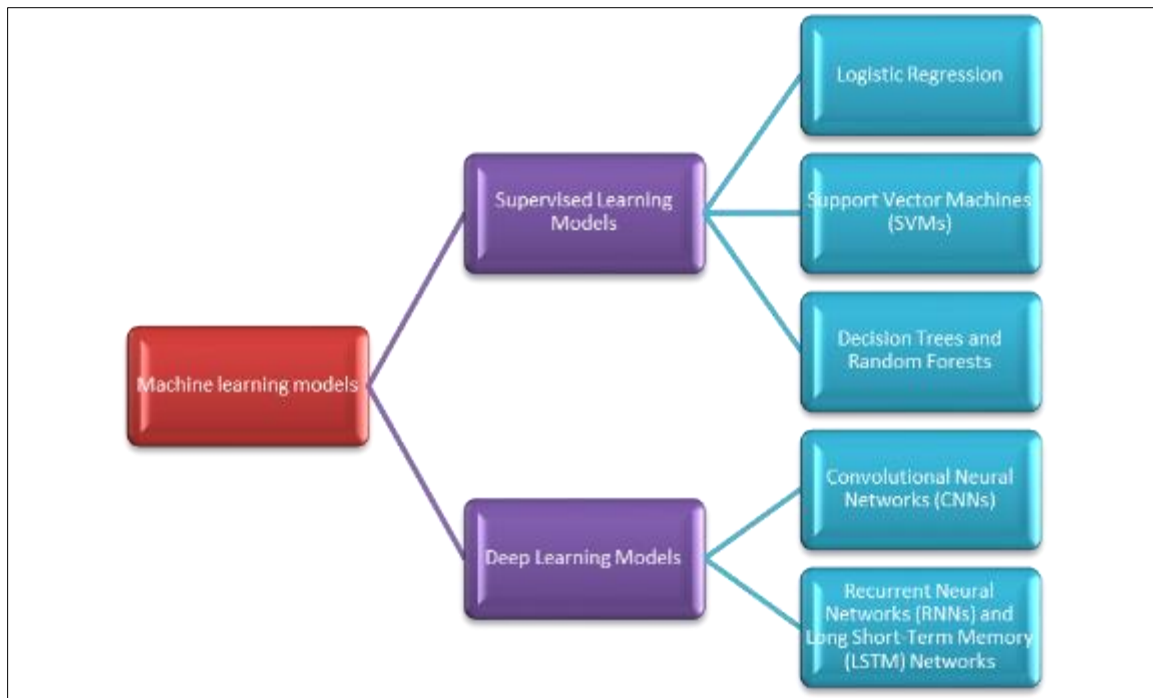 Logistic Regression
Supervised Learning
Models
Support Vector Machines
(SVMs)
Decision Trees and
Random Forests
Machine learning models
Convolutional Neural
Networks (CNNs)
Deep Learning Models
Recurrent Neural
Networks (RNNs) and
Long Short-Term Memory
(LSTM) Networks